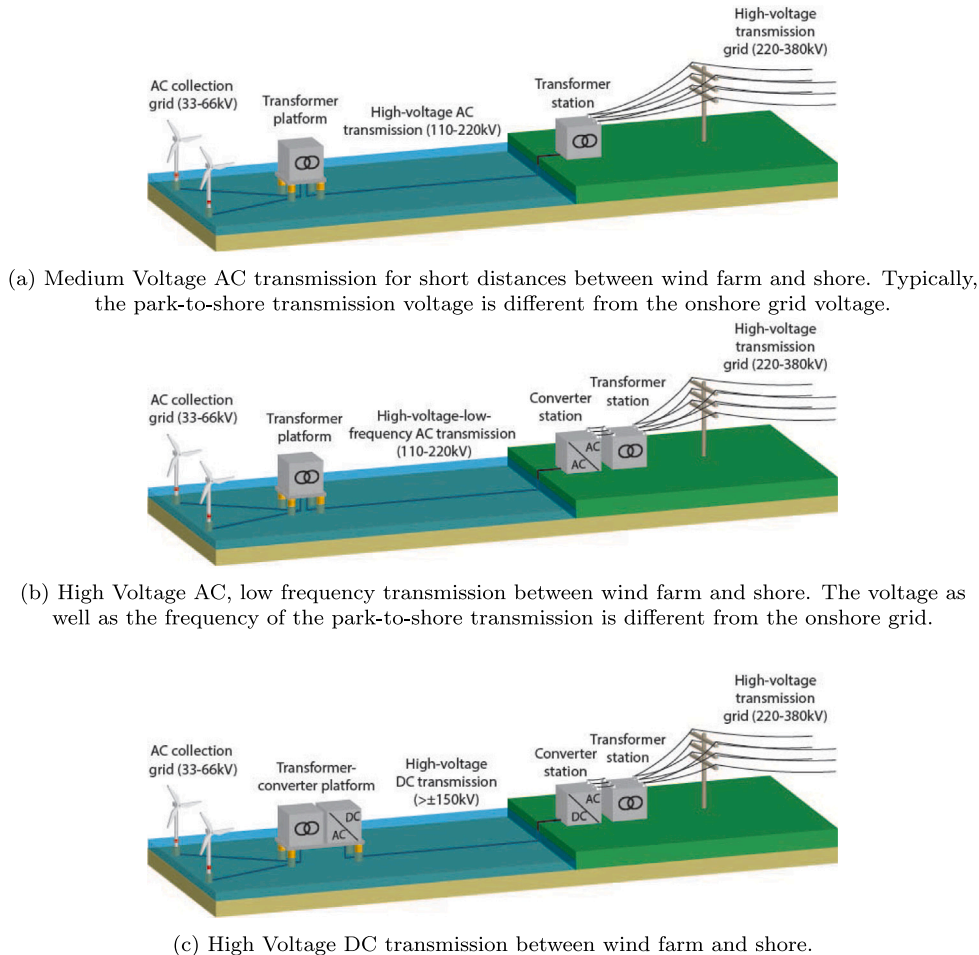 High-voltage
transmission
grid (220-380kV)
AC collection
grid (33-66kV)
Transformer
platform
High-voltage AC
transmission (110-220kV)
Transformer
station
(a) Medium Voltage AC transmission for short distances between wind farm and shore. Typically,
the park-to-shore transmission voltage is different from the onshore grid voltage.
High-voltage
transmission
grid (220-380kV)
AC collection
grid (33-66kV)
Transformer
platform
High-voltage-low-
frequency AC transmission
(110-220kV)
Converter
station
Transformer
station
AC
AC
(b) High Voltage AC, low frequency transmission between wind farm and shore. The voltage as
well as the frequency of the park-to-shore transmission is different from the onshore grid.
High-voltage
transmission
grid (220-380kV)
AC collection
grid (33-66kV)
Transformer-
converter platform
High-voltage
DC transmission
(>±150kV)
Converter
station
Transformer
station
DC
AC
AC
DC
(c) High Voltage DC transmission between wind farm and shore.